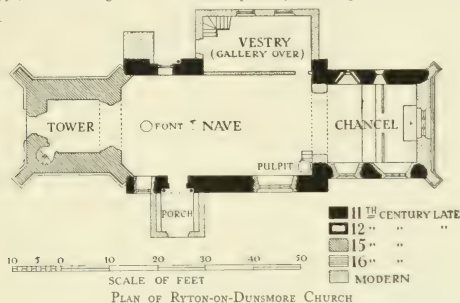 VESTRY
(GALLERY OVER)
TOWER
FONT
NAVE
CHANCEL
PULPIT
PORCH
11TH CENTURY LATE
12 " " "
15 " "
16 " "
MODERN
10 5 0 10 20 30 40 50
SCALE OF FEET
PLAN OF RYTON-ON-DUNSMORE CHURCH